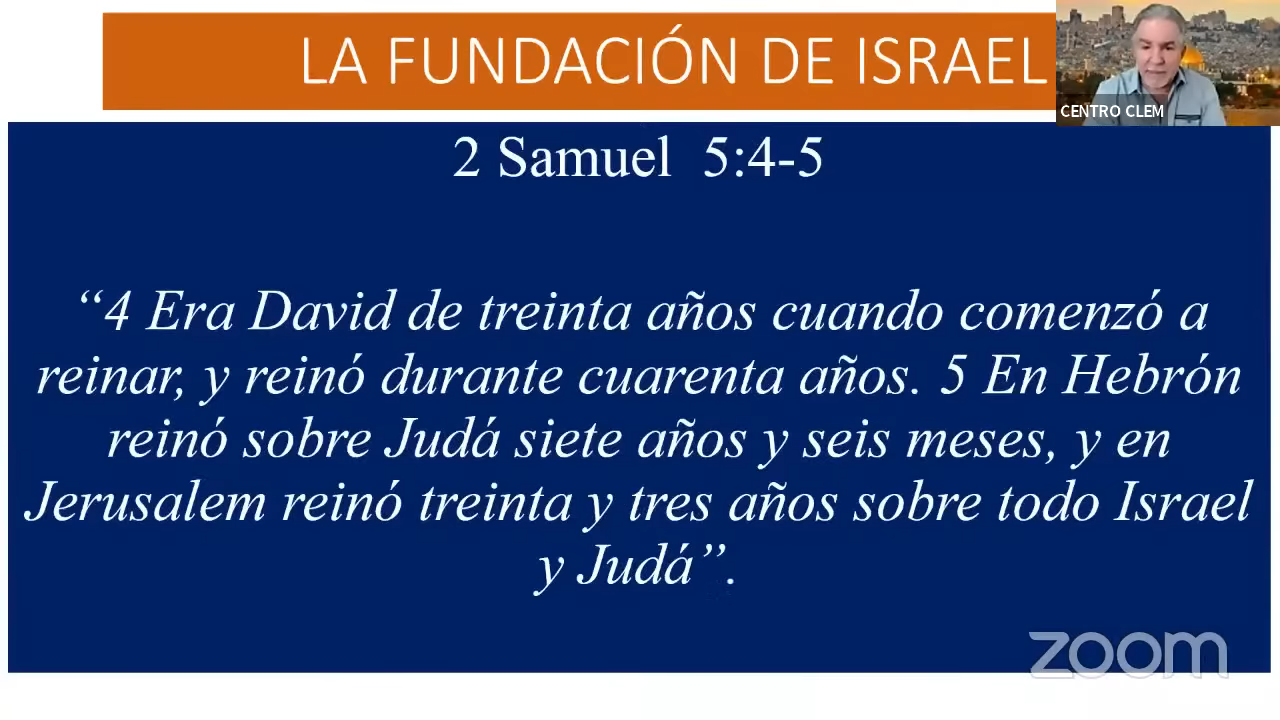 LA FUNDACIÓN DE ISRAEL
CENTRO CLEM
2 Samuel 5:4-5
“4 Era David de treinta años cuando comenzó a
reinar, y reinó durante cuarenta años. 5 En Hebrón
reinó sobre Judá siete años y seis meses, y en
Jerusalem reinó treinta y tres años sobre todo Israel
y Judá”.
zoom